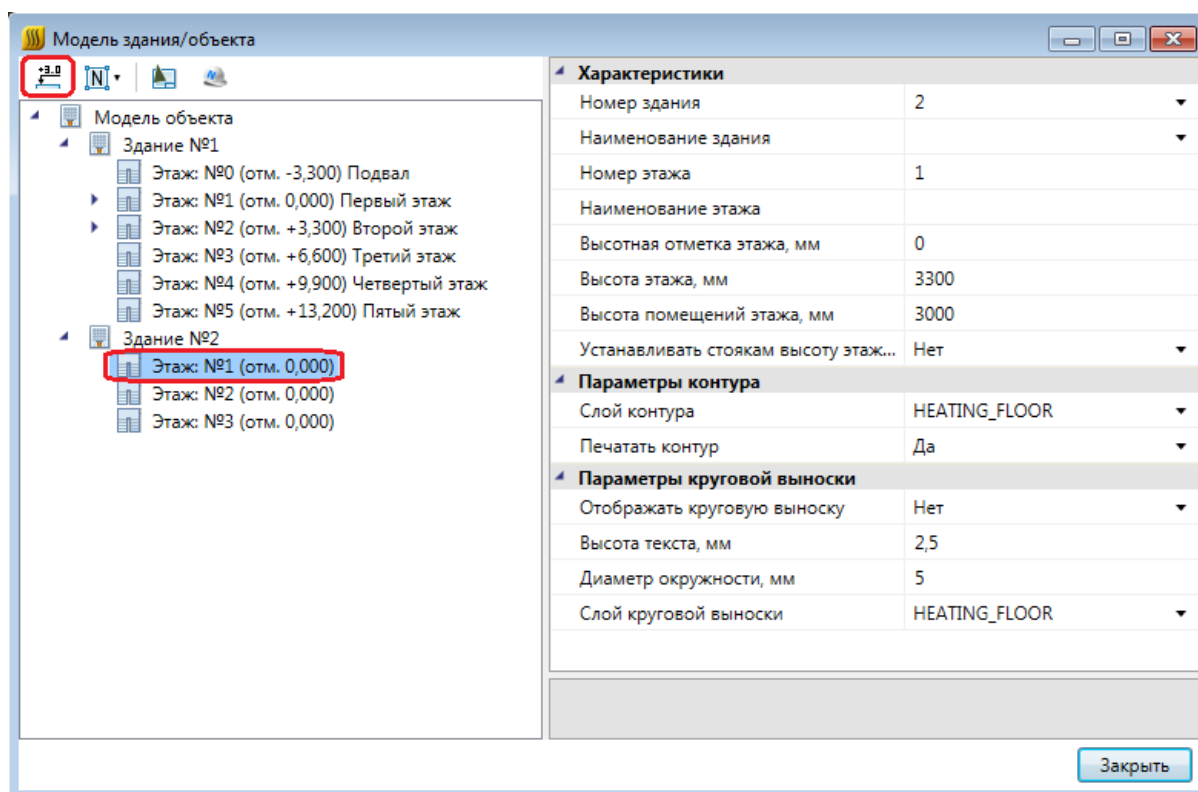 Модель здания/объекта
+3.0
N
Модель объекта
Здание №1
Этаж: №0 (отм. -3,300) Подвал
Этаж: №1 (отм. 0,000) Первый этаж
Этаж: №2 (отм. +3,300) Второй этаж
Этаж: №3 (отм. +6,600) Третий этаж
Этаж: №4 (отм. +9,900) Четвертый этаж
Этаж: №5 (отм. +13,200) Пятый этаж
Здание №2
Этаж: №1 (отм. 0,000)
Этаж: №2 (отм. 0,000)
Этаж: №3 (отм. 0,000)
Характеристики
Номер здания 2
Наименование здания
Номер этажа 1
Наименование этажа
Высотная отметка этажа, мм 0
Высота этажа, мм 3300
Высота помещений этажа, мм 3000
Устанавливать стоякам высоту этаж... Нет
Параметры контура
Слой контура HEATING_FLOOR
Печатать контур Да
Параметры круговой выноски
Отображать круговую выноску Нет
Высота текста, мм 2,5
Диаметр окружности, мм 5
Слой круговой выноски HEATING_FLOOR
Закрыть